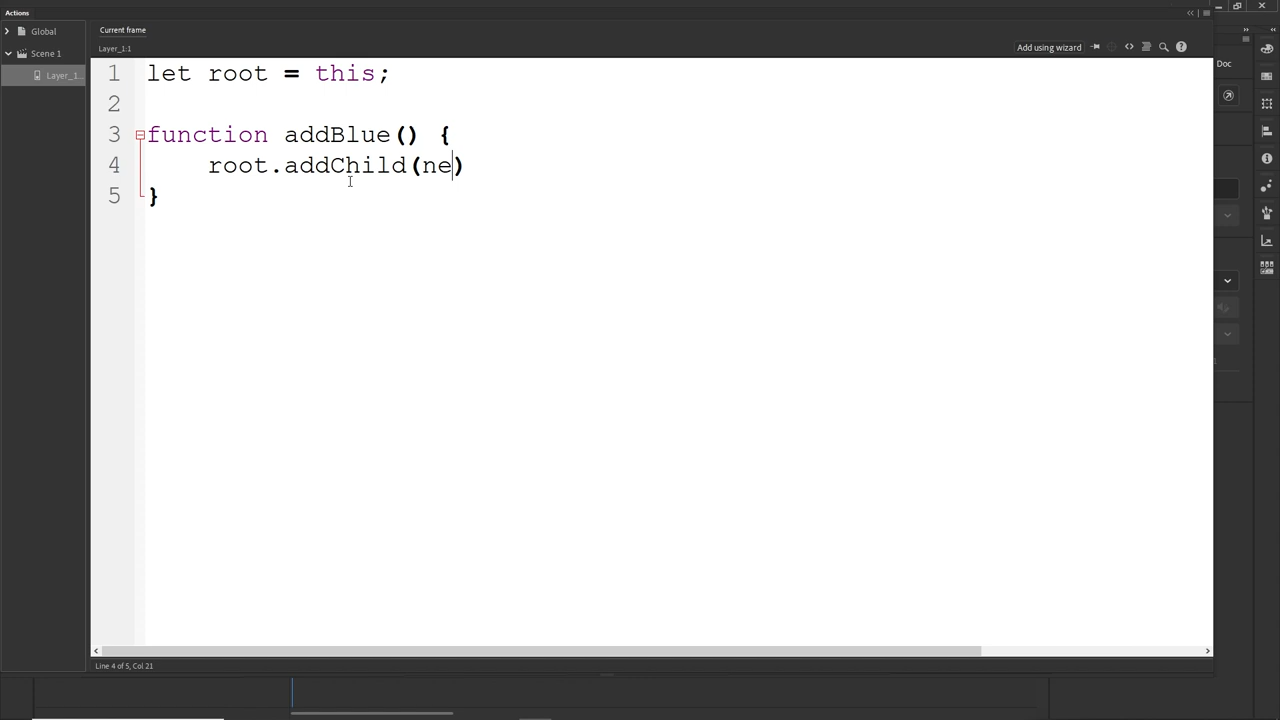 Actions
Global
Current frame
Scene 1
Layer_1:1
Add using wizard
Doc
Layer_1...
1 let root = this;
2
3 function addBlue() {
4 root.addChild(ne)
5 }
Line 4 of 5, Col 21